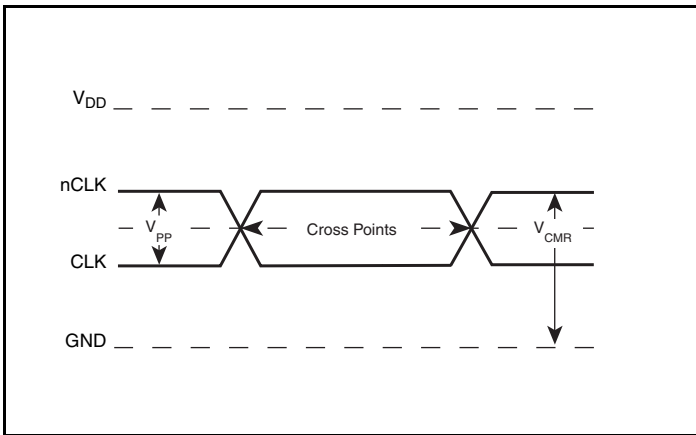 VDD
nCLK
VPP
Cross Points
VCMR
CLK
GND